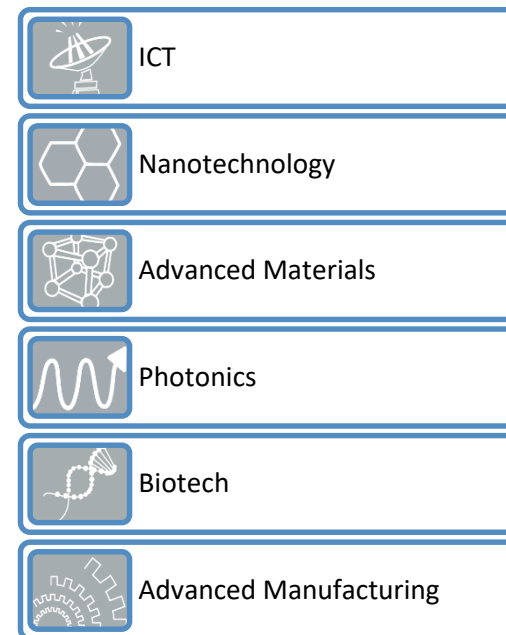 ICT
Nanotechnology
Advanced Materials
Photonics
Biotech
Advanced Manufacturing